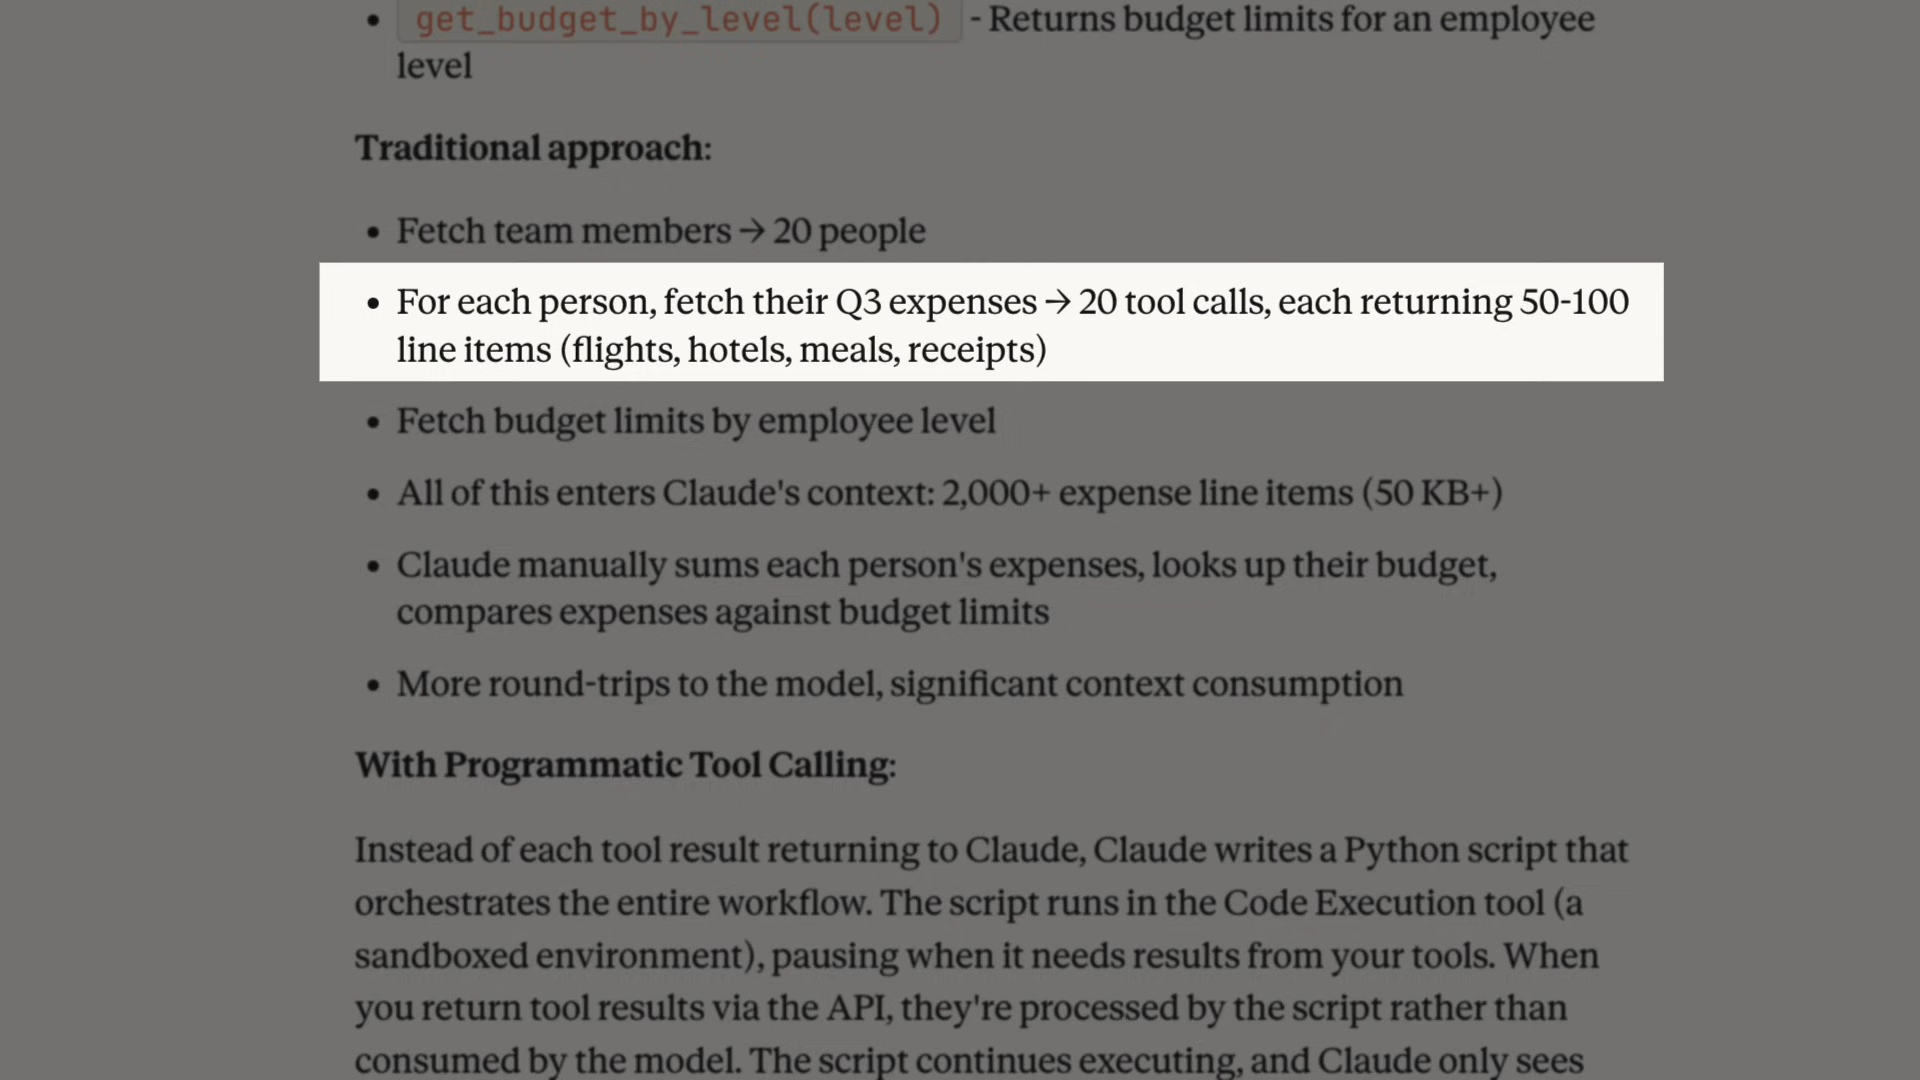 • get_budget_by_level(level) - Returns budget limits for an employee
level
Traditional approach:
• Fetch team members → 20 people
• For each person, fetch their Q3 expenses → 20 tool calls, each returning 50-100
line items (flights, hotels, meals, receipts)
• Fetch budget limits by employee level
• All of this enters Claude's context: 2,000+ expense line items (50 KB+)
• Claude manually sums each person's expenses, looks up their budget,
compares expenses against budget limits
• More round-trips to the model, significant context consumption
With Programmatic Tool Calling:
Instead of each tool result returning to Claude, Claude writes a Python script that
orchestrates the entire workflow. The script runs in the Code Execution tool (a
sandboxed environment), pausing when it needs results from your tools. When
you return tool results via the API, they're processed by the script rather than
consumed by the model. The script continues executing, and Claude only sees